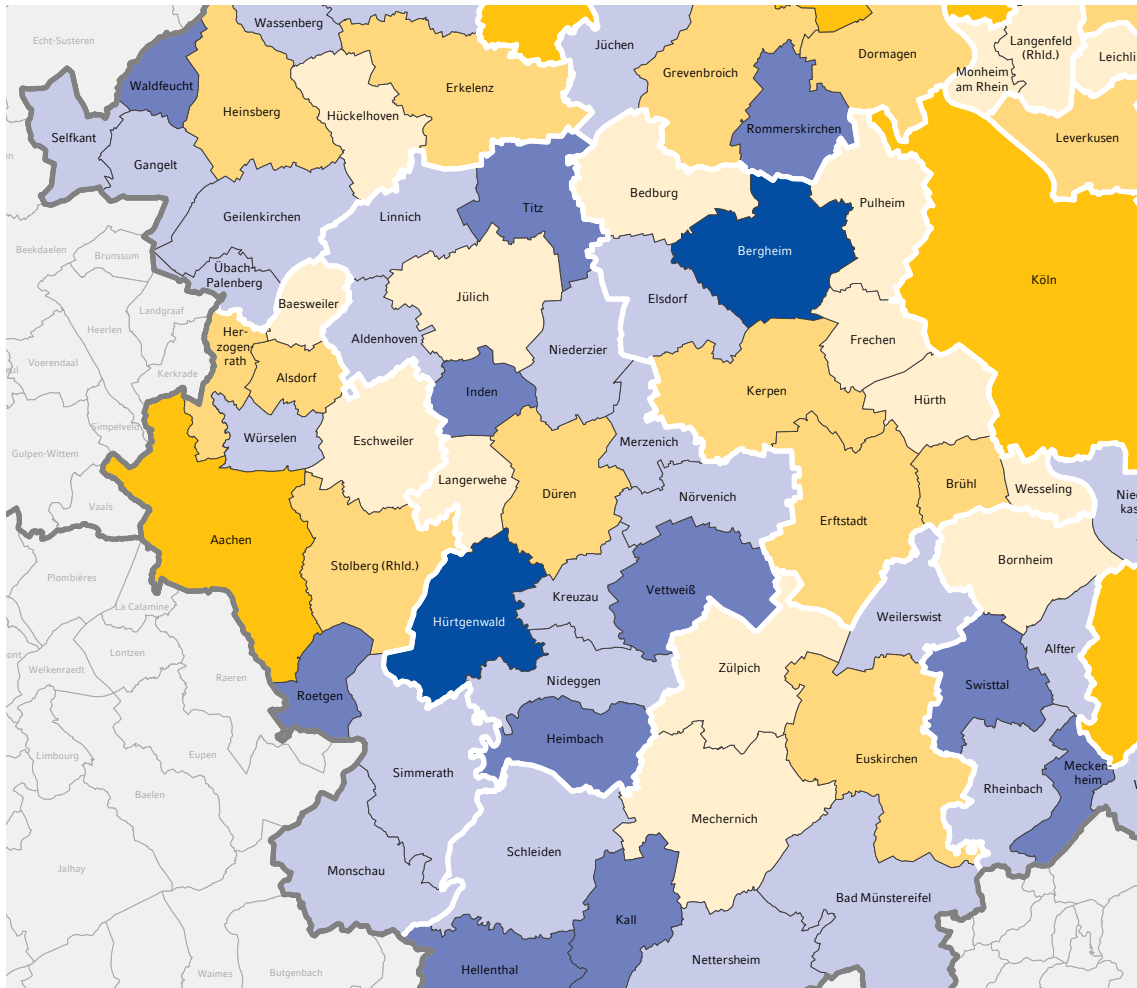 Echt-Susteren
Wassenberg
Jüchen
Langenfeld
(Rhld.)
Dormagen
Leichli
Grevenbroich
Monheim
am Rhein
Waldfeucht
Erkelenz
Heinsberg
Hückelhoven
Rommerskirchen
Leverkusen
Selfkant
en
Gangelt
Bedburg
Pulheim
Titz
Geilenkirchen
Linnich
Beekdaelen
Brunssum
Bergheim
Übach-
Palenberg
Köln
Jülich
Elsdorf
Baesweiler
Landgraaf
Heerlen
Her-
zogen-
rath
Aldenhoven
Frechen
Niederzier
Voerendaal
ul
Kerkrade
Alsdorf
Inden
Kerpen
Hürth
Simpelveld
Würselen
Eschweiler
Merzenich
Gulpen-Wittem
Langerwehe
Düren
Nörvenich
Brühl
Wesseling
Nied
kas
Vaals
Erftstadt
Aachen
Stolberg (Rhld.)
Bornheim
Plombières
Kreuzau
Vettweiß
La Calamine
Weilerswist
Hürtgenwald
Lontzen
Alfter
ont
Welkenraedt
Zülpich
Raeren
Nideggen
Swisttal
Roetgen
Heimbach
Limbourg
Eupen
Euskirchen
Simmerath
Mecken-
heim
Rheinbach
W
Baelen
Mechernich
Schleiden
Jalhay
Monschau
Bad Münstereifel
Kall
Nettersheim
Waimes
Butgenbach
Hellenthal